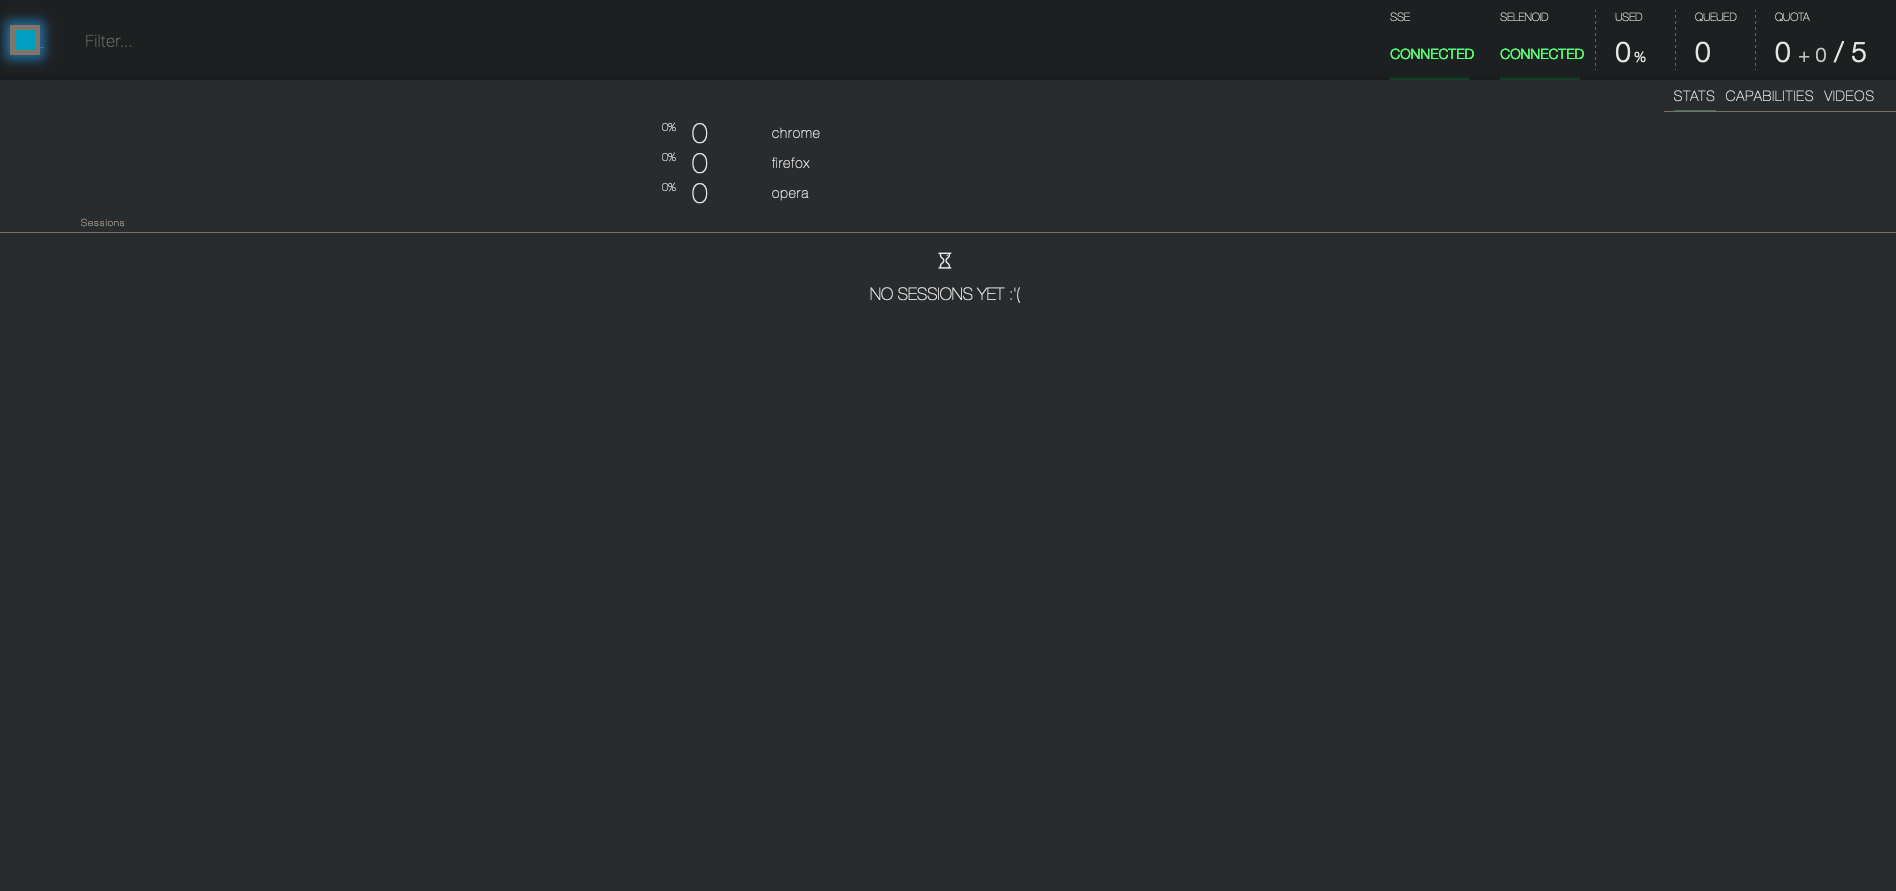 Filter...
SSE
CONNECTED
SELENOID
CONNECTED
USED
0 %
QUEUED
0
QUOTA
0 + 0 / 5
STATS CAPABILITIES VIDEOS
0% 0 chrome
0% 0 firefox
0% 0 opera
Sessions
NO SESSIONS YET :'(